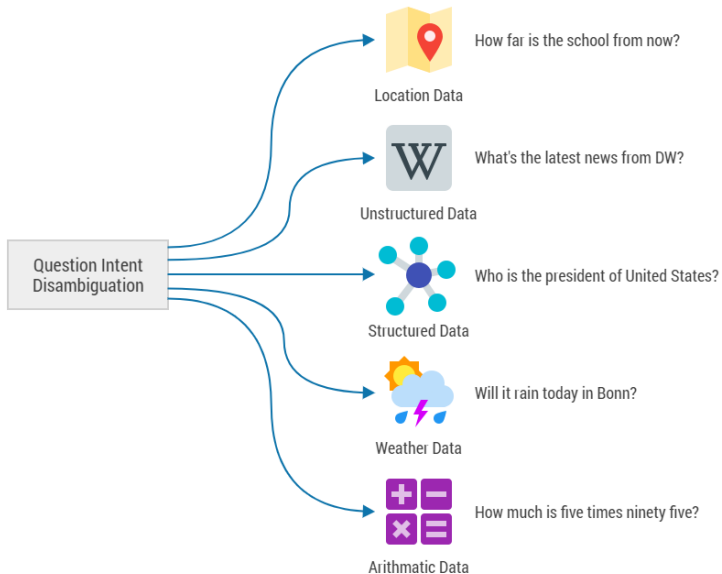 Question Intent
Disambiguation
How far is the school from now?
Location Data
W
What's the latest news from DW?
Unstructured Data
Who is the president of United States?
Structured Data
Will it rain today in Bonn?
Weather Data
How much is five times ninety five?
Arithmatic Data